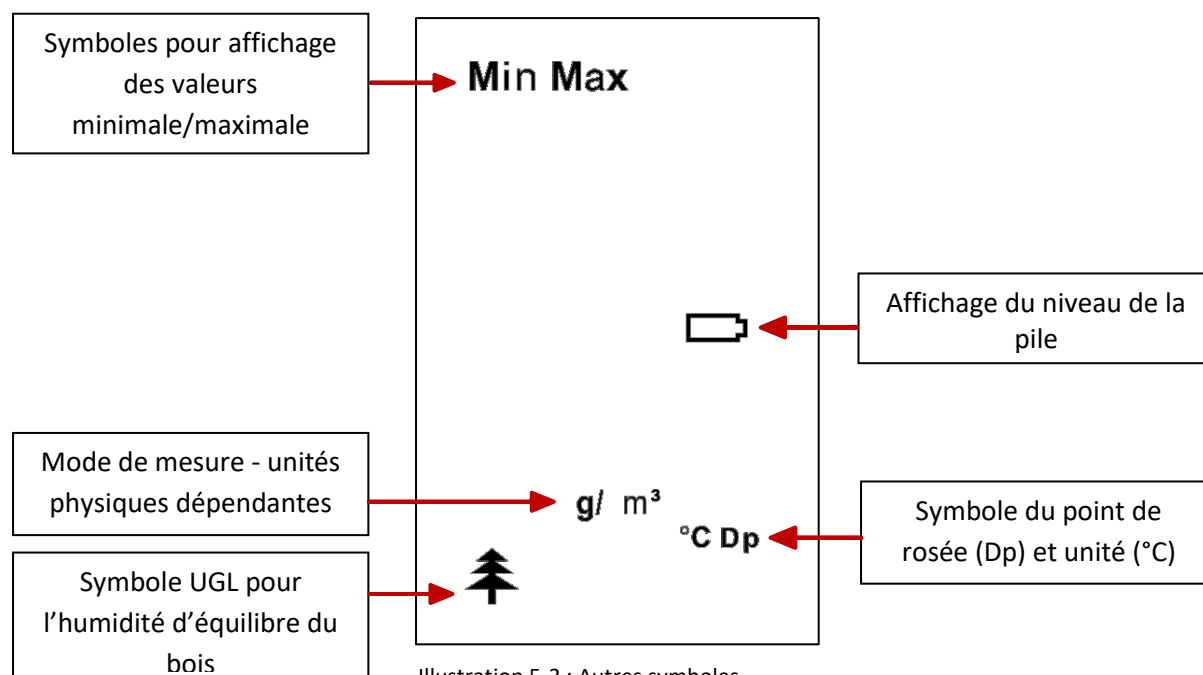 Symboles pour affichage
des valeurs
minimale/maximale
Min Max
Affichage du niveau de la
pile
Mode de mesure - unités
physiques dépendantes
g/ m³
°C Dp
Symbole du point de
rosée (Dp) et unité (°C)
Symbole UGL pour
l’humidité d’équilibre du
bois